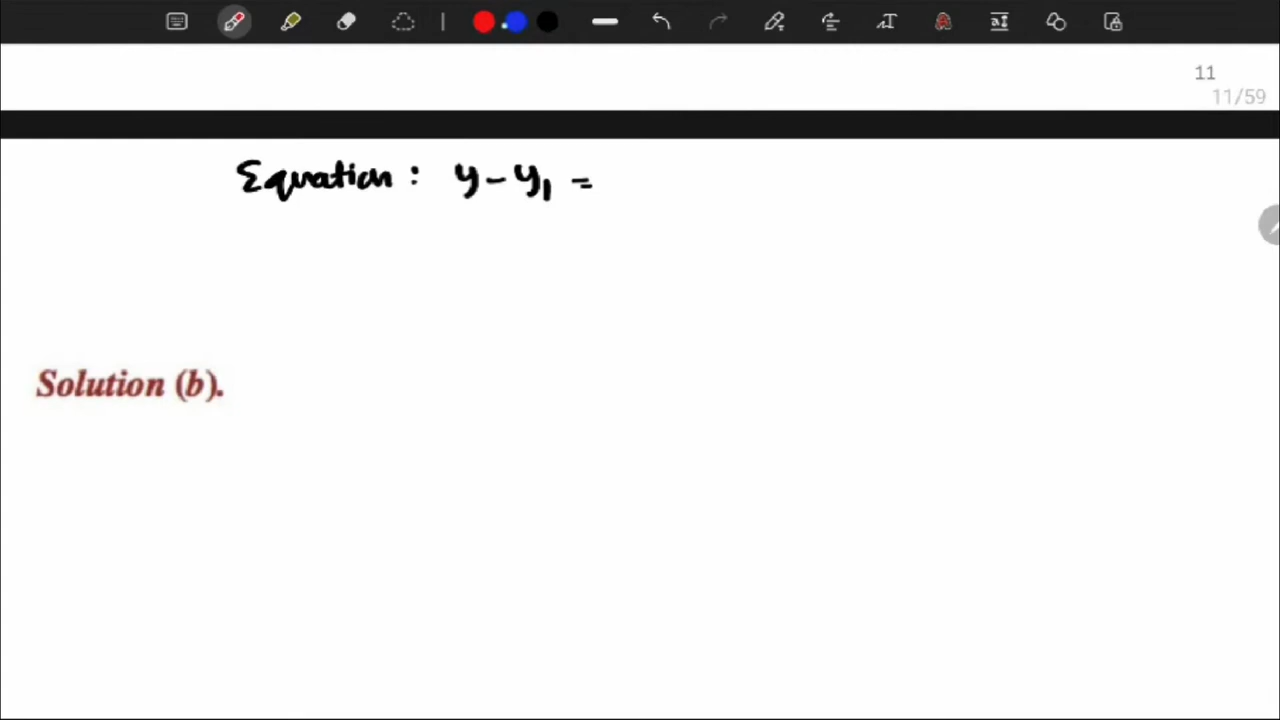 11
11/59
Equation : y - y₁ =
Solution (b).